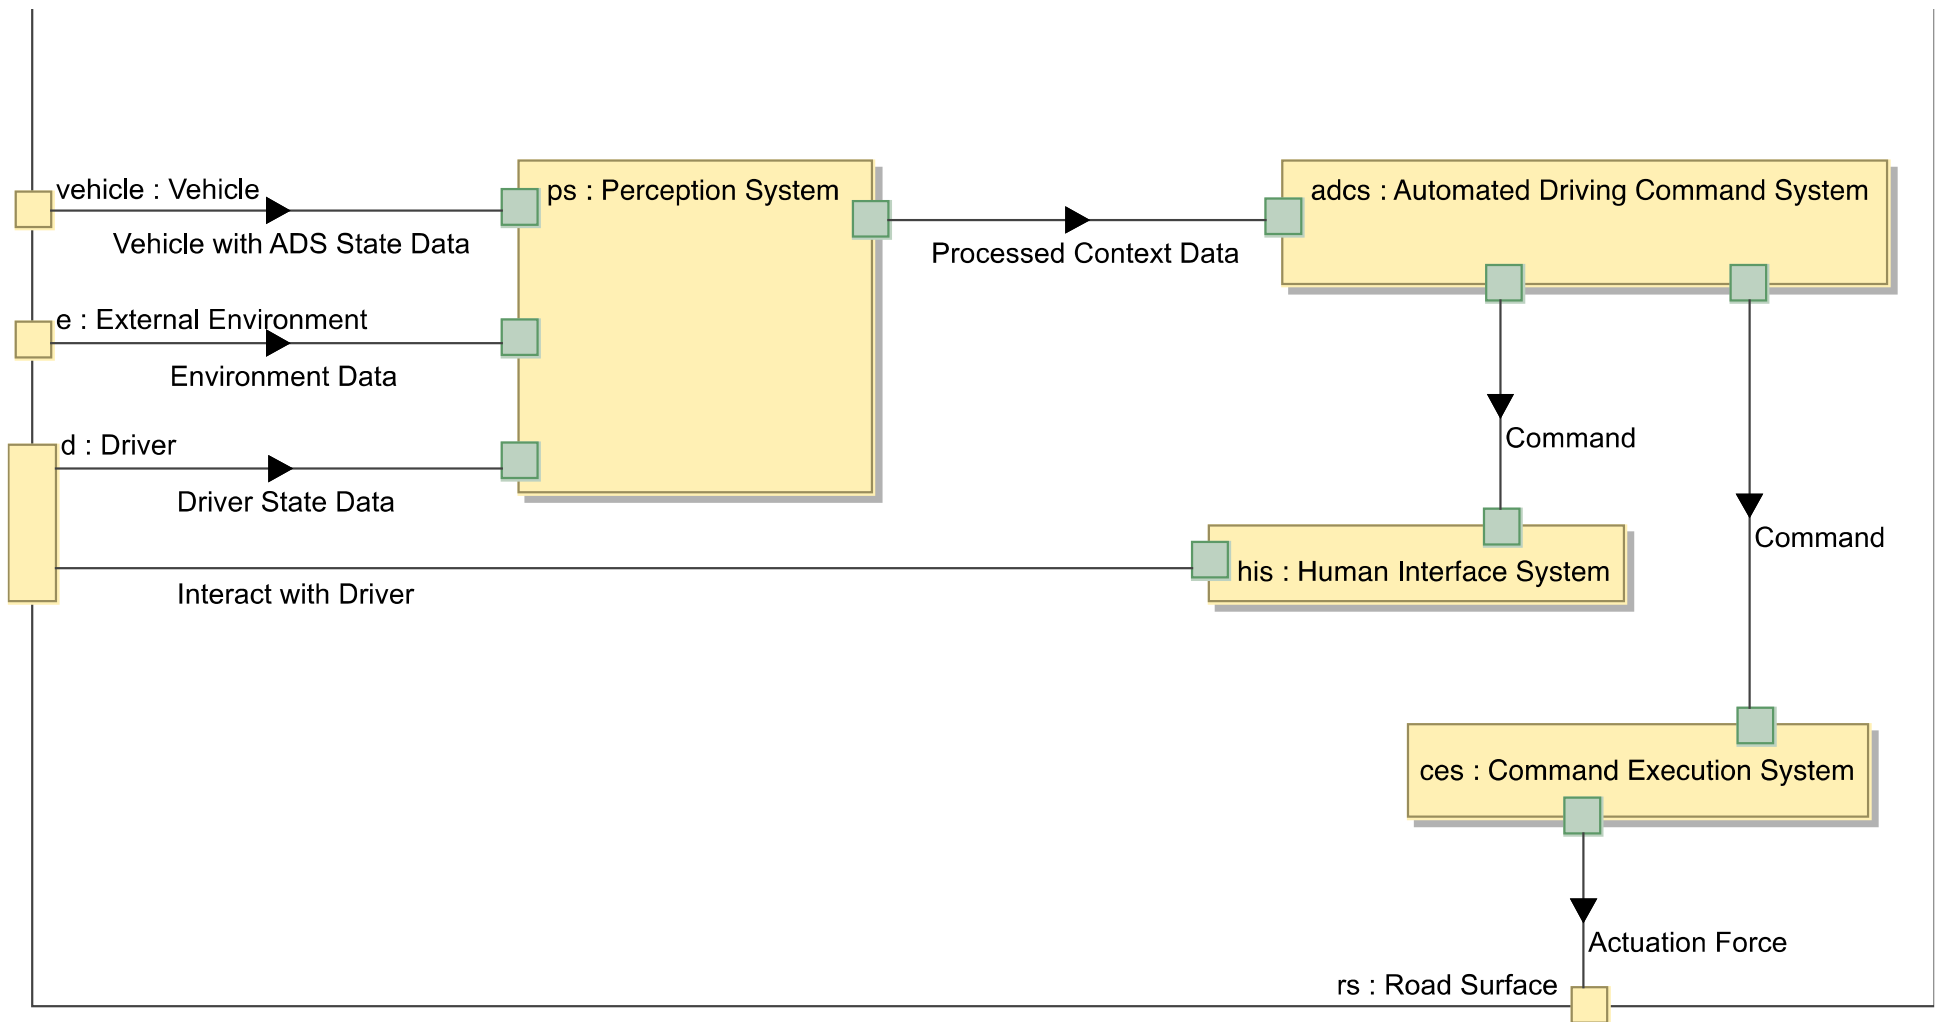 vehicle : Vehicle
Vehicle with ADS State Data
e : External Environment
Environment Data
d : Driver
Driver State Data
Interact with Driver
ps : Perception System
Processed Context Data
adcs : Automated Driving Command System
Command
Command
his : Human Interface System
ces : Command Execution System
Actuation Force
rs : Road Surface